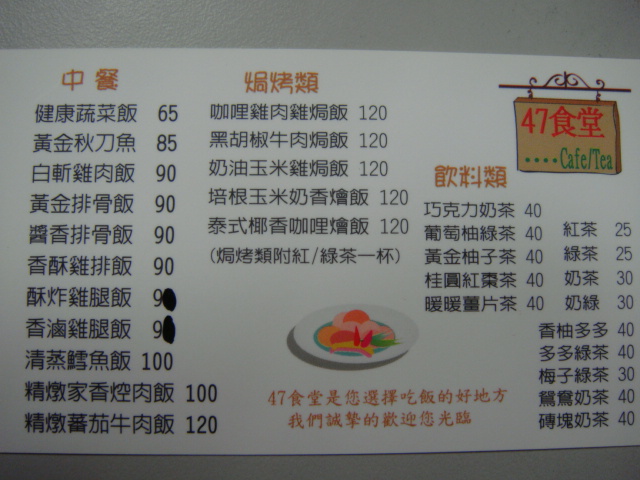 中餐
健康蔬菜飯 65
黃金秋刀魚 85
白斬雞肉飯 90
黃金排骨飯 90
醬香排骨飯 90
香酥雞排飯 90
酥炸雞腿飯 9
香滷雞腿飯 9
清蒸鱈魚飯 100
精燉家香焢肉飯 100
精燉蕃茄牛肉飯 120
焗烤類
咖哩雞肉雞焗飯 120
黑胡椒牛肉焗飯 120
奶油玉米雞焗飯 120
培根玉米奶香燴飯 120
泰式椰香咖哩燴飯 120
(焗烤類附紅/綠茶一杯)
47食堂是您選擇吃飯的好地方
我們誠摯的歡迎您光臨
47食堂
....Cafe/Tea
飲料類
巧克力奶茶 40
葡萄柚綠茶 40 紅茶 25
黃金柚子茶 40 綠茶 25
桂圓紅棗茶 40 奶茶 30
暖暖薑片茶 40 奶綠 30
香柚多多 40
多多綠茶 40
梅子綠茶 30
鴛鴦奶茶 40
磚塊奶茶 40